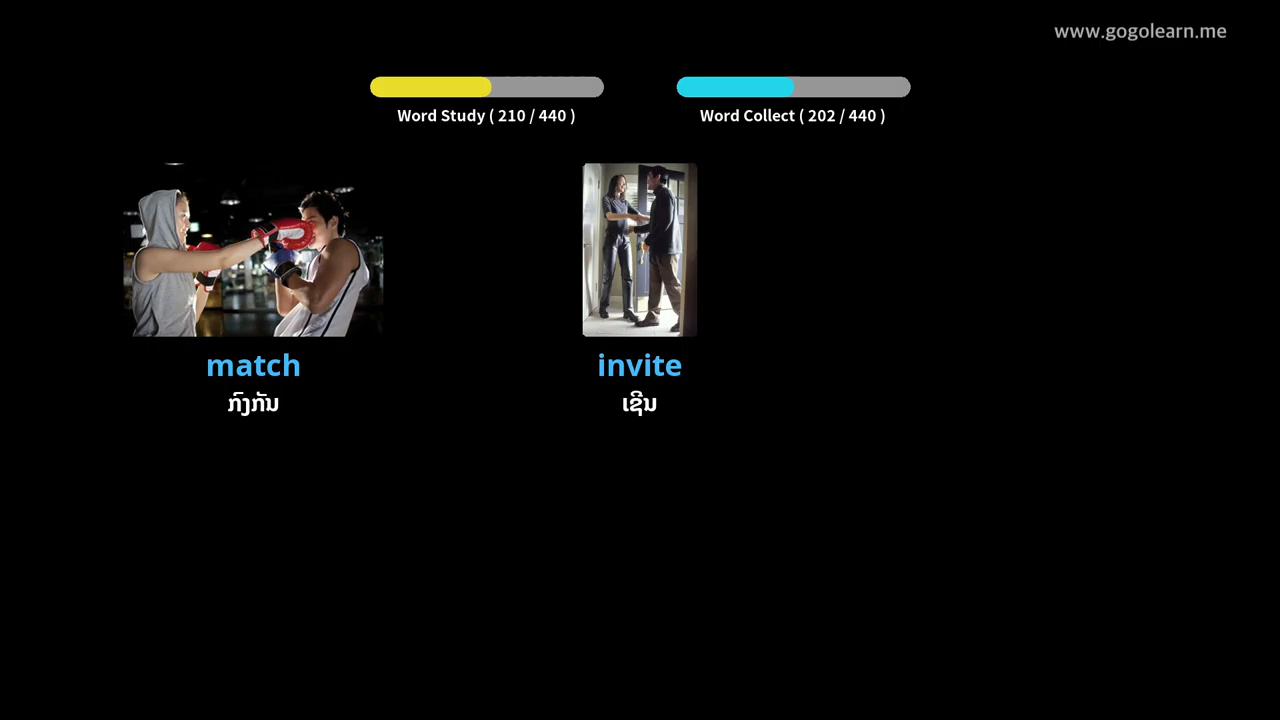 www.gogolearn.me
Word Study ( 210 / 440 )
Word Collect ( 202 / 440 )
match
ກົງກັນ
invite
ເຊີນ